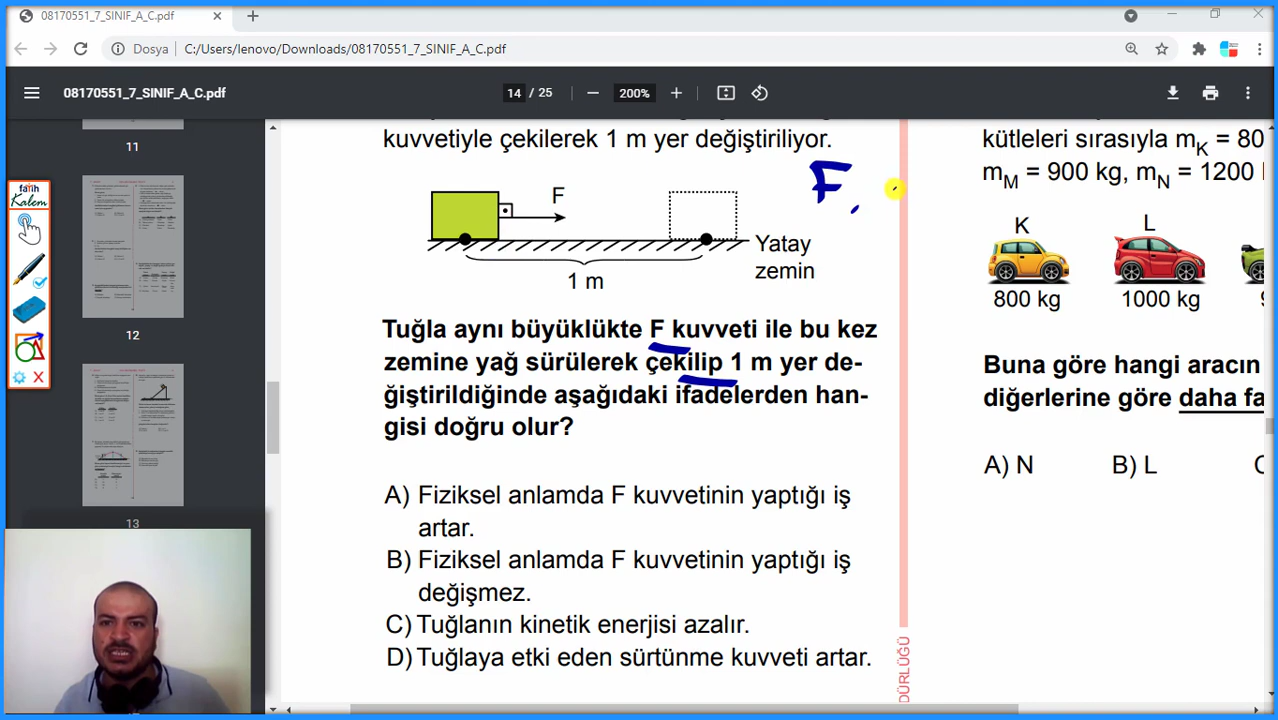 08170551_7_SINIF_A_C.pdf
Dosya C:/Users/lenovo/Downloads/08170551_7_SINIF_A_C.pdf
08170551_7_SINIF_A_C.pdf
14 / 25
200%
11
12
13
fatih
Kalem
kuvvetiyle çekilerek 1 m yer değiştiriliyor.
F
F.
Yatay
zemin
1 m
Tuğla aynı büyüklükte F kuvveti ile bu kez
zemine yağ sürülerek çekilip 1 m yer de-
ğiştirildiğinde aşağıdaki ifadelerden han-
gisi doğru olur?
A) Fiziksel anlamda F kuvvetinin yaptığı iş
artar.
B) Fiziksel anlamda F kuvvetinin yaptığı iş
değişmez.
C) Tuğlanın kinetik enerjisi azalır.
D) Tuğlaya etki eden sürtünme kuvveti artar.
DÜRLÜĞÜ
kütleleri sırasıyla mK = 80
mM = 900 kg, mN = 1200
K
L
800 kg
1000 kg
Buna göre hangi aracın
diğerlerine göre daha fa
A) N
B) L